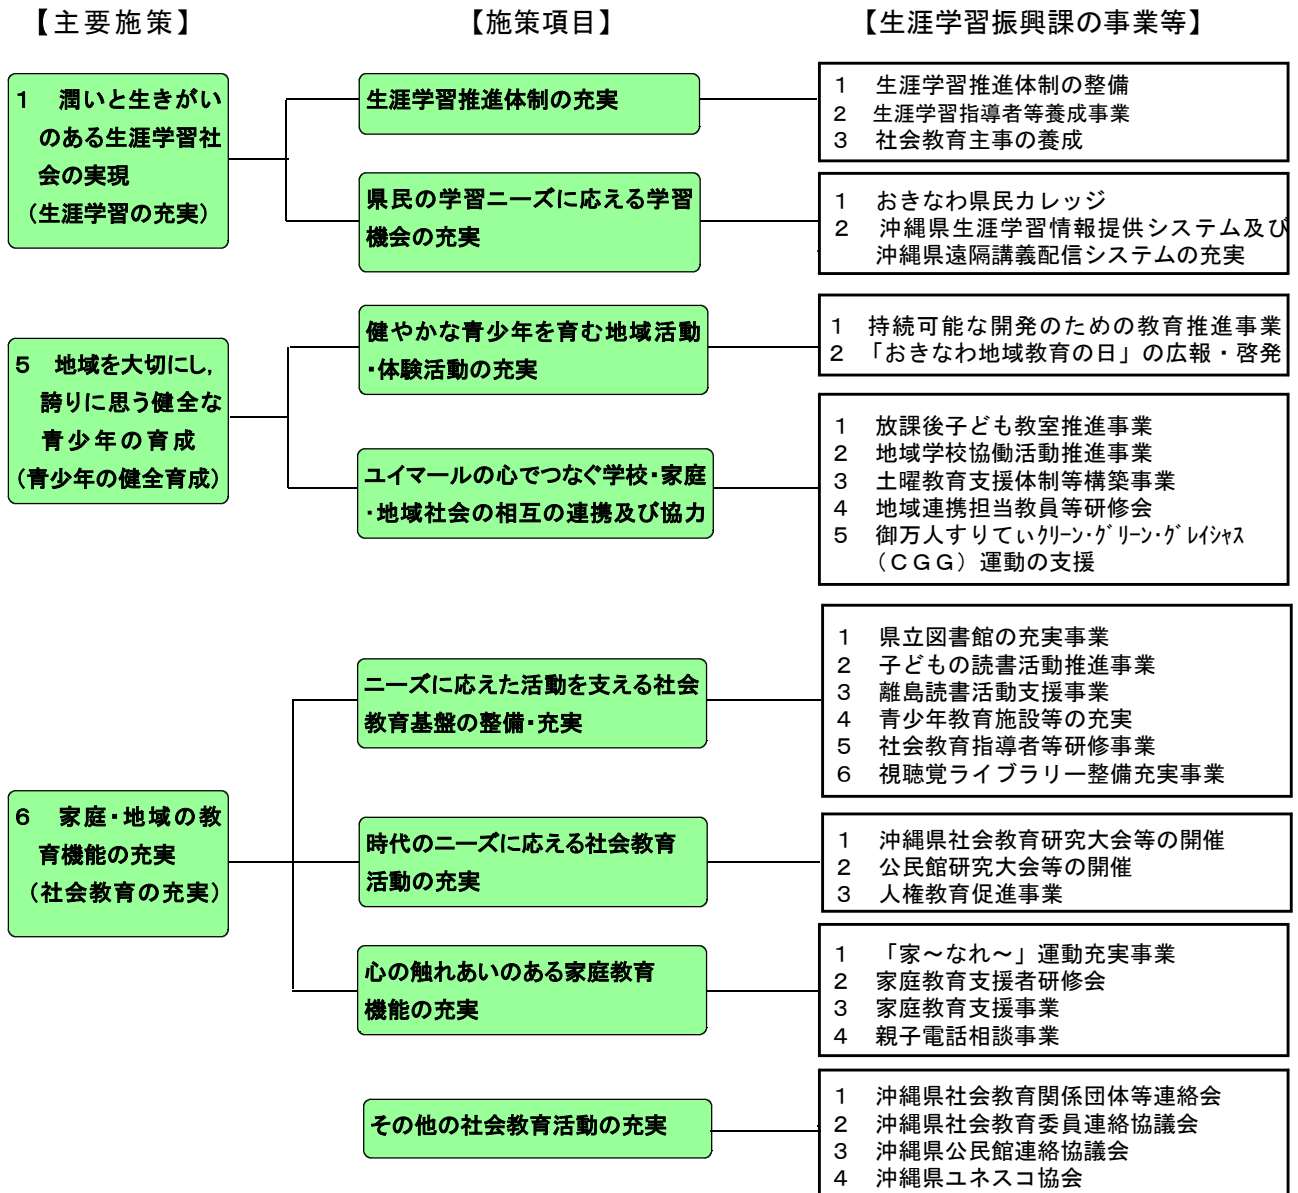 【主要施策】
【施策項目】
【生涯学習振興課の事業等】
1　潤いと生きがい
のある生涯学習社
会の実現
（生涯学習の充実）
生涯学習推進体制の充実
1　生涯学習推進体制の整備
2　生涯学習指導者等養成事業
3　社会教育主事の養成
県民の学習ニーズに応える学習
機会の充実
1　おきなわ県民カレッジ
2　沖縄県生涯学習情報提供システム及び
沖縄県遠隔講義配信システムの充実
5　地域を大切にし,
誇りに思う健全な
青少年の育成
（青少年の健全育成）
健やかな青少年を育む地域活動
・体験活動の充実
1　持続可能な開発のための教育推進事業
2　「おきなわ地域教育の日」の広報・啓発
ユイマールの心でつなぐ学校・家庭
・地域社会の相互の連携及び協力
1　放課後子ども教室推進事業
2　地域学校協働活動推進事業
3　土曜教育支援体制等構築事業
4　地域連携担当教員等研修会
5　御万人すりてぃｸﾘｰﾝ･ｸﾞﾘｰﾝ･ｸﾞﾚｲｼｬｽ
（ＣＧＧ）運動の支援
6　家庭・地域の教
育機能の充実
（社会教育の充実）
ニーズに応えた活動を支える社会
教育基盤の整備・充実
1　県立図書館の充実事業
2　子どもの読書活動推進事業
3　離島読書活動支援事業
4　青少年教育施設等の充実
5　社会教育指導者等研修事業
6　視聴覚ライブラリー整備充実事業
時代のニーズに応える社会教育
活動の充実
1　沖縄県社会教育研究大会等の開催
2　公民館研究大会等の開催
3　人権教育促進事業
心の触れあいのある家庭教育
機能の充実
1　「家～なれ～」運動充実事業
2　家庭教育支援者研修会
3　家庭教育支援事業
4　親子電話相談事業
その他の社会教育活動の充実
1　沖縄県社会教育関係団体等連絡会
2　沖縄県社会教育委員連絡協議会
3　沖縄県公民館連絡協議会
4　沖縄県ユネスコ協会